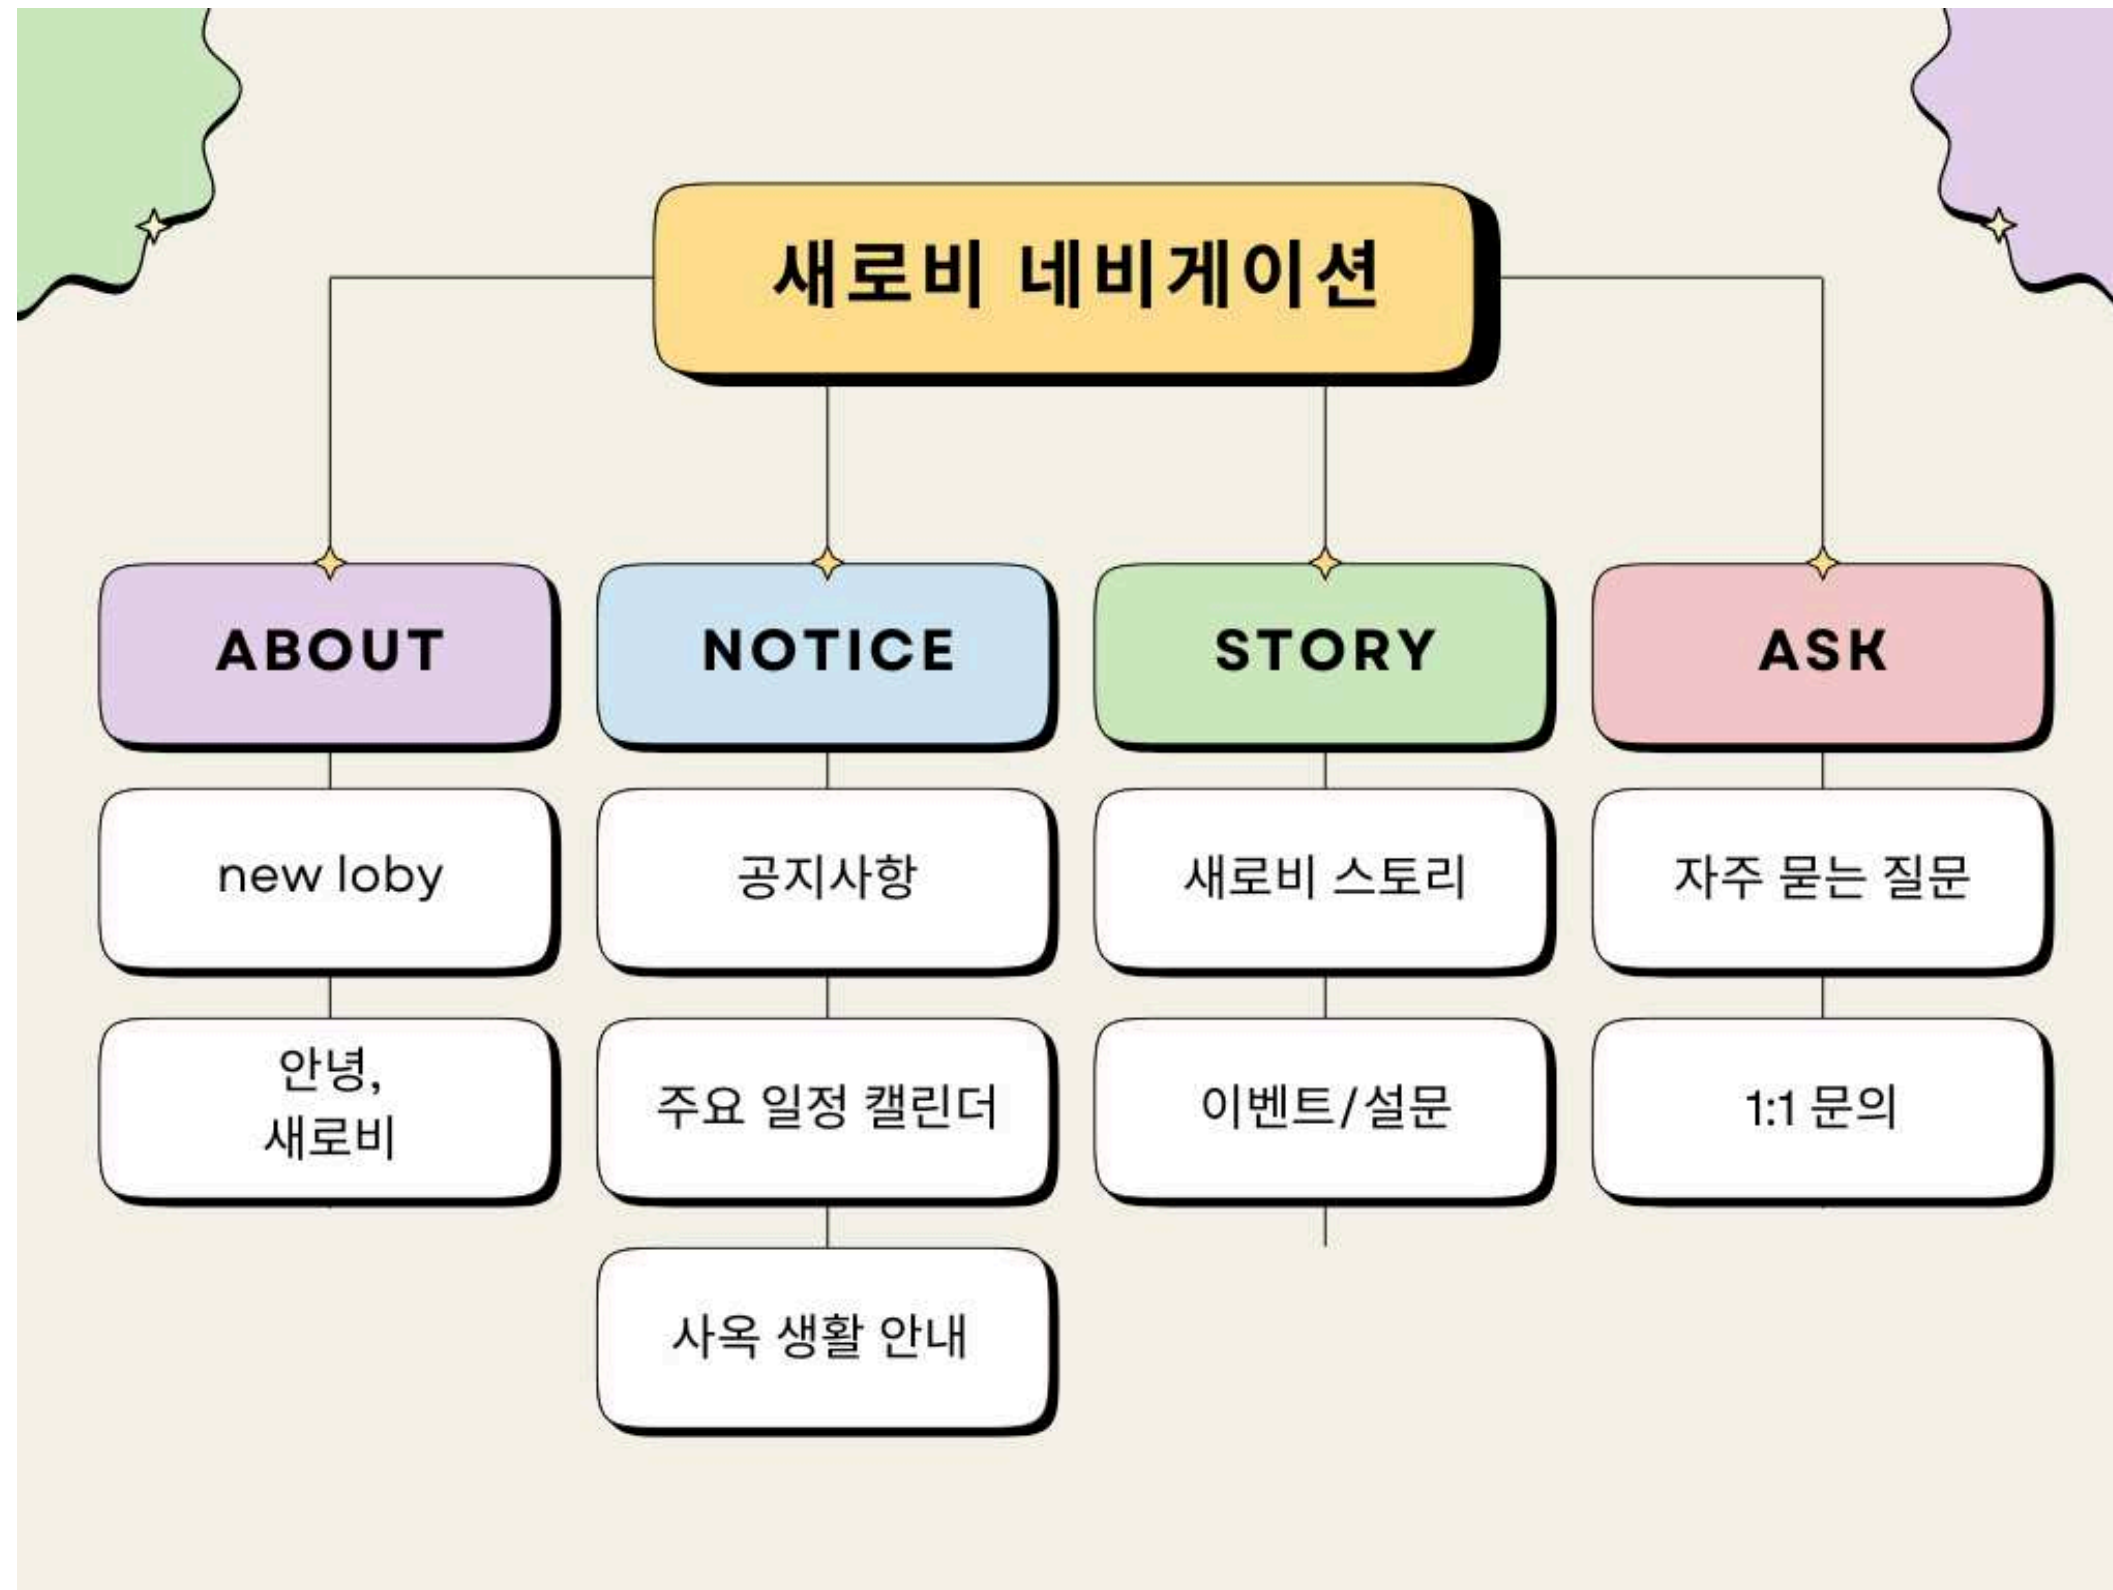 새로비 네비게이션
ABOUT
NOTICE
STORY
ASK
new loby
공지사항
새로비 스토리
자주 묻는 질문
안녕,
새로비
주요 일정 캘린더
이벤트/설문
1:1 문의
사옥 생활 안내